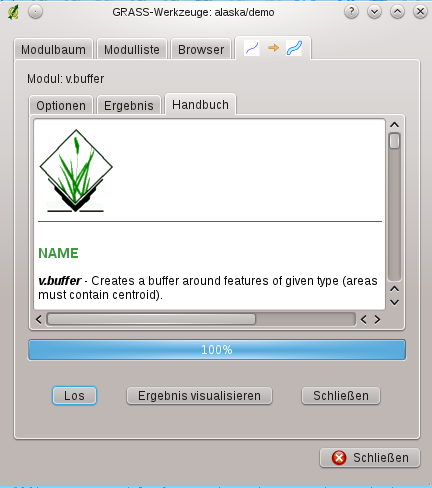 GRASS-Werkzeuge: alaska/demo
Modulbaum Modulliste Browser
Modul: v.buffer
Optionen Ergebnis Handbuch
NAME
v.buffer - Creates a buffer around features of given type (areas
must contain centroid).
100%
Los Ergebnis visualisieren Schließen
Schließen